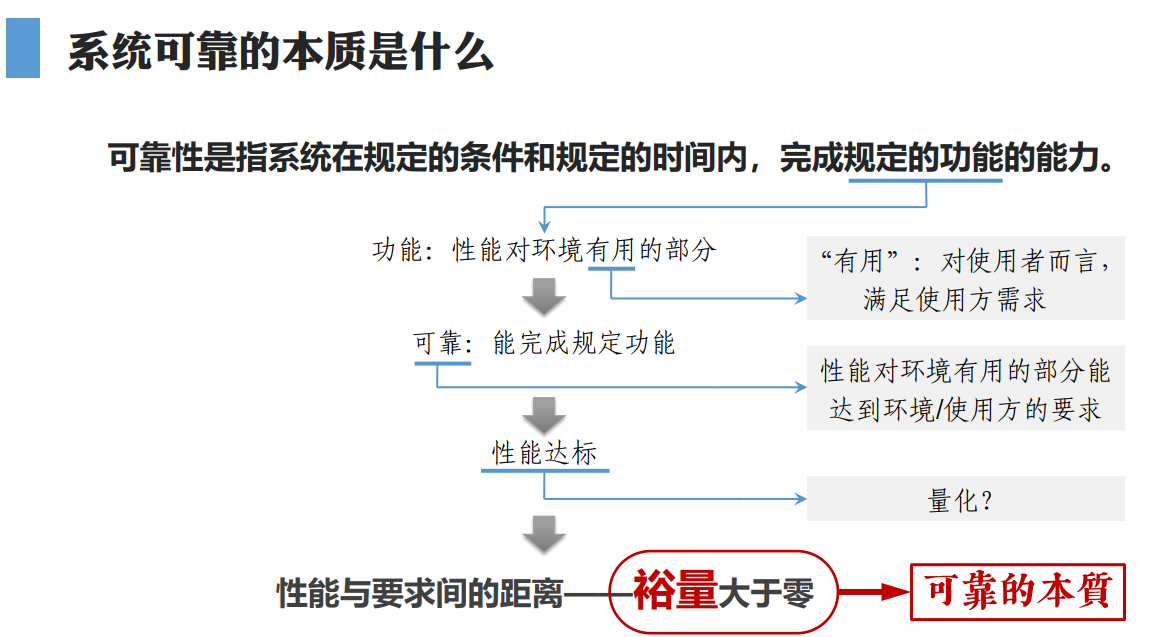 系统可靠的本质是什么
可靠性是指系统在规定的条件和规定的时间内，完成规定的功能的能力。
功能：性能对环境有用的部分
“有用”：对使用者而言，
满足使用方需求
可靠：能完成规定功能
性能对环境有用的部分能
达到环境/使用方的要求
性能达标
量化？
性能与要求间的距离——裕量大于零
可靠的本質